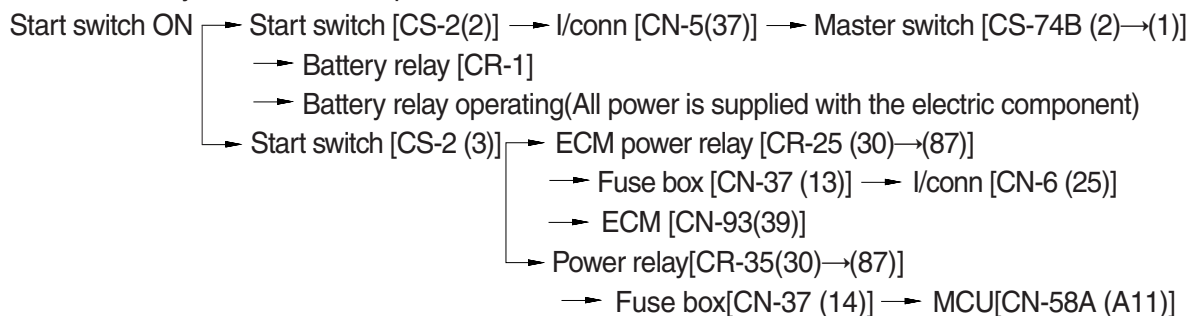 Start switch ON Start switch [CS-2(2)] → I/conn [CN-5(37)] → Master switch [CS-74B (2)→(1)]
→ Battery relay [CR-1]
→ Battery relay operating(All power is supplied with the electric component)
Start switch [CS-2 (3)] → ECM power relay [CR-25 (30)→(87)]
→ Fuse box [CN-37 (13)] → I/conn [CN-6 (25)]
→ ECM [CN-93(39)]
Power relay[CR-35(30)→(87)]
→ Fuse box[CN-37 (14)] → MCU[CN-58A (A11)]